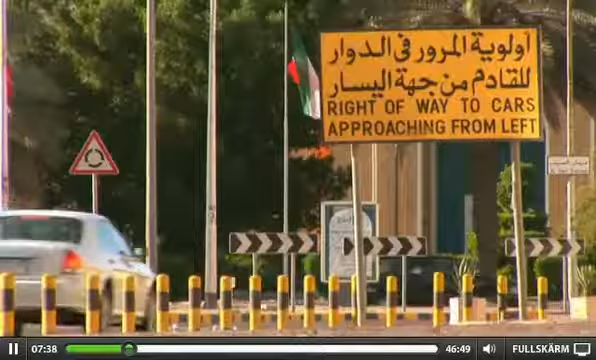 أولوية المرور في الدوار
للقادم من جهة اليسار
RIGHT OF WAY TO CARS
APPROACHING FROM LEFT
07:38
46:49
FULLSKÄRM